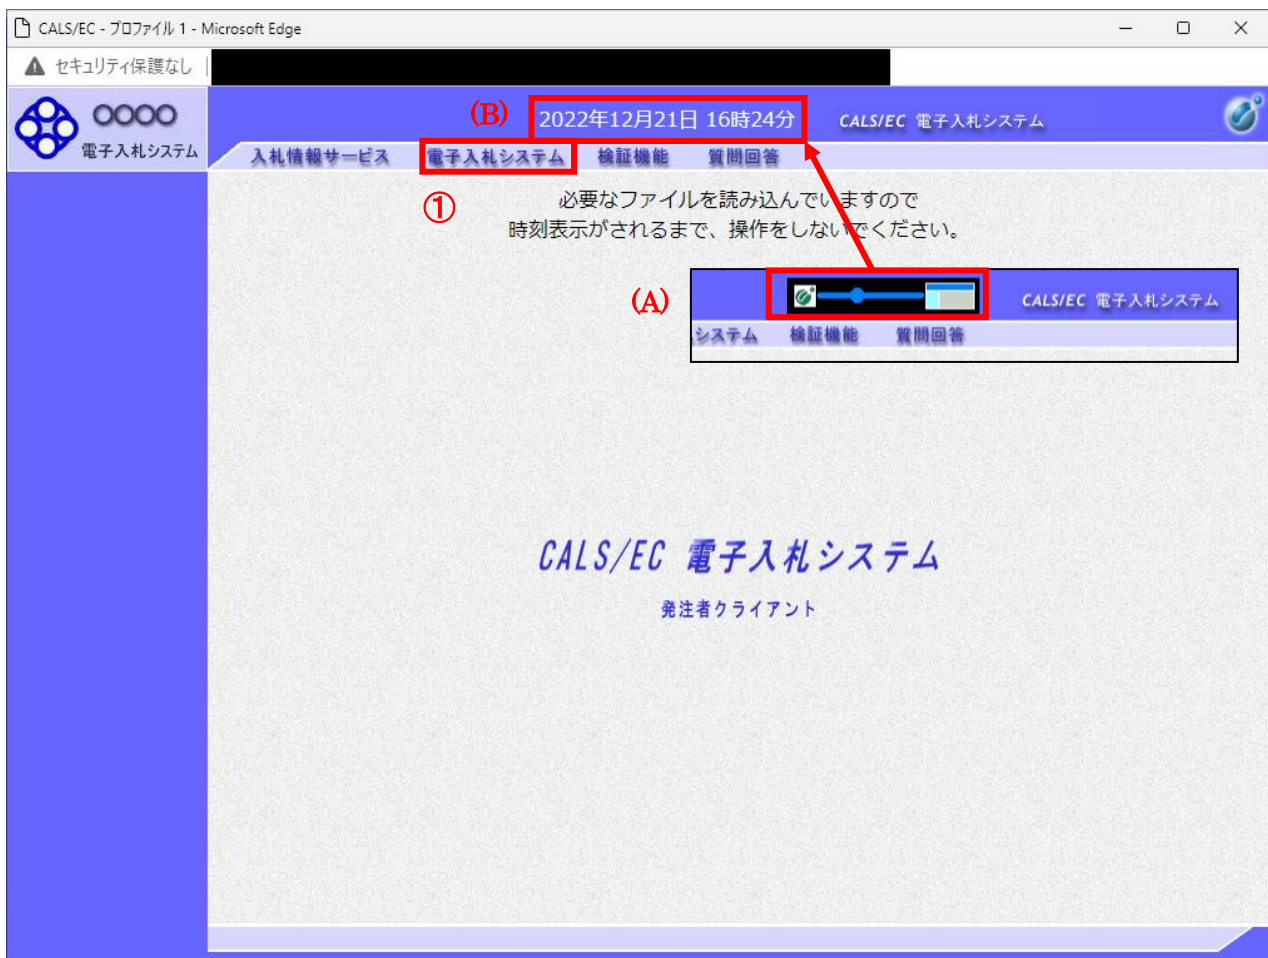 CALS/EC - プロファイル 1 - Microsoft Edge
セキュリティ保護なし
○○○○
電子入札システム
(B)
2022年12月21日 16時24分
CALS/EC 電子入札システム
入札情報サービス 電子入札システム 検証機能 質問回答
①
必要なファイルを読み込んでいますので
時刻表示がされるまで、操作をしないでください。
(A)
CALS/EC 電子入札システム
システム 検証機能 質問回答
CALS/EC 電子入札システム
発注者クライアント